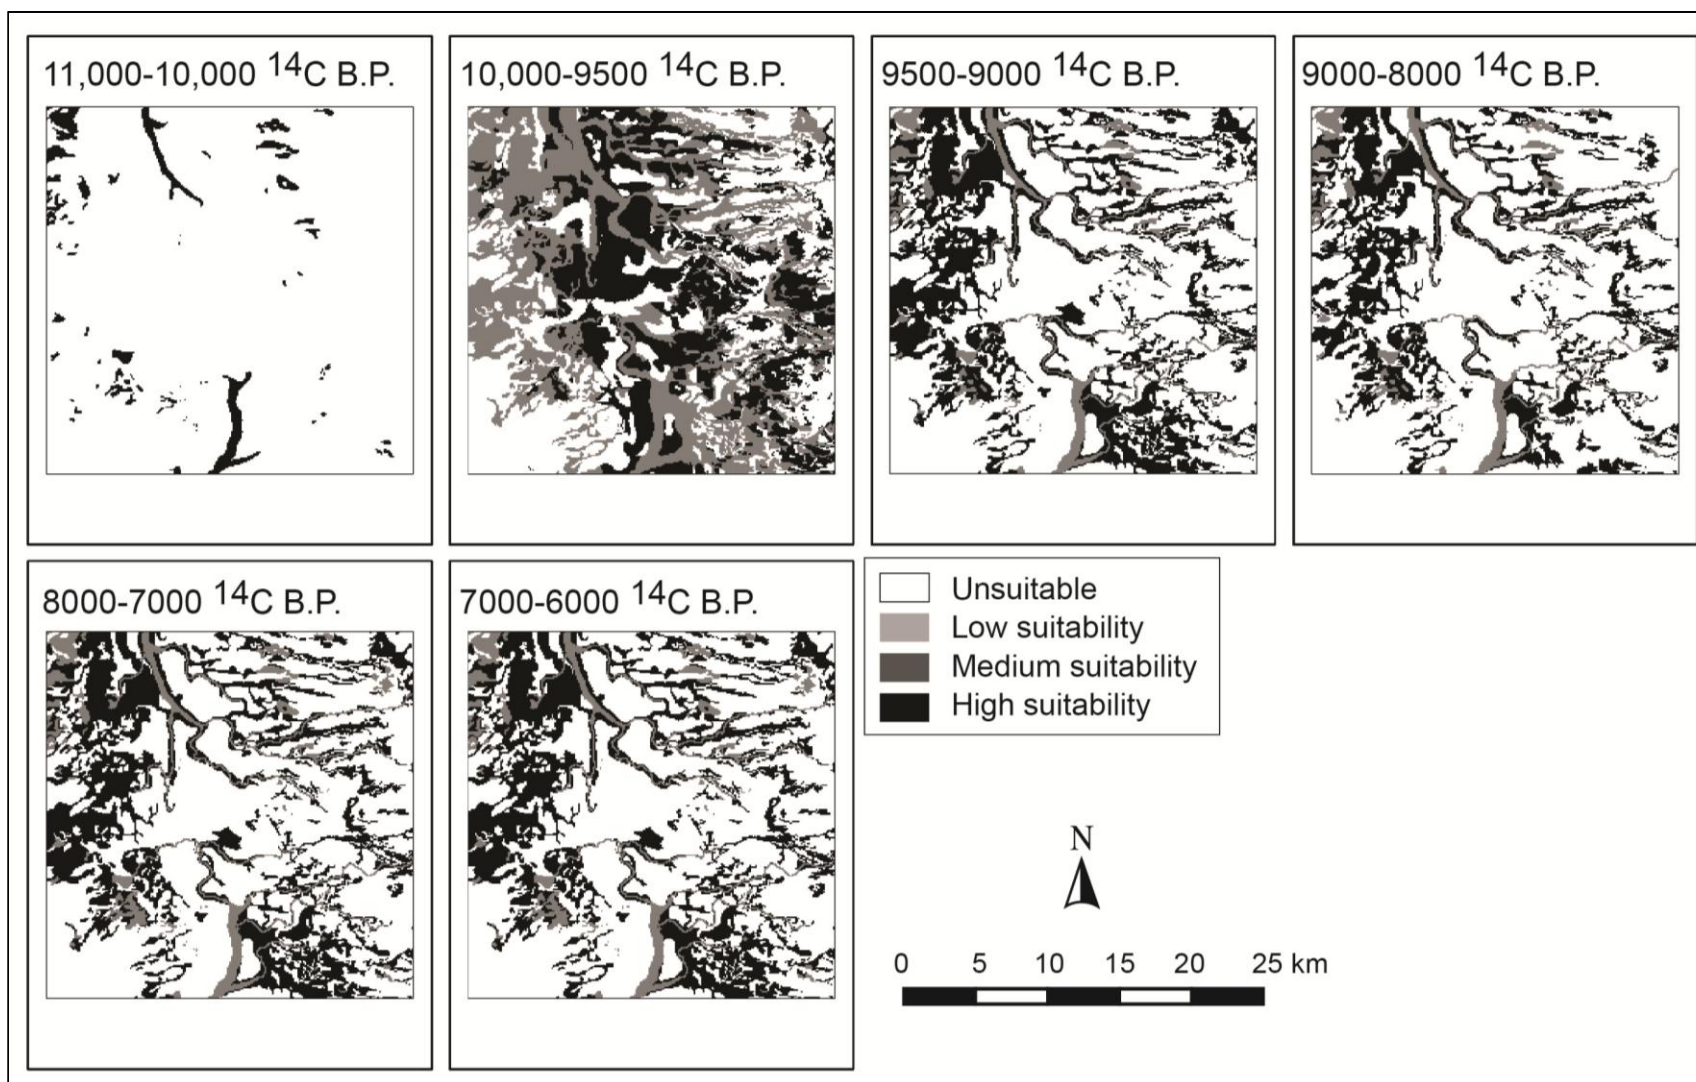 11,000-10,000 ¹⁴C B.P.
10,000-9500 ¹⁴C B.P.
9500-9000 ¹⁴C B.P.
9000-8000 ¹⁴C B.P.
8000-7000 ¹⁴C B.P.
7000-6000 ¹⁴C B.P.
Unsuitable
Low suitability
Medium suitability
High suitability
N
0 5 10 15 20 25 km